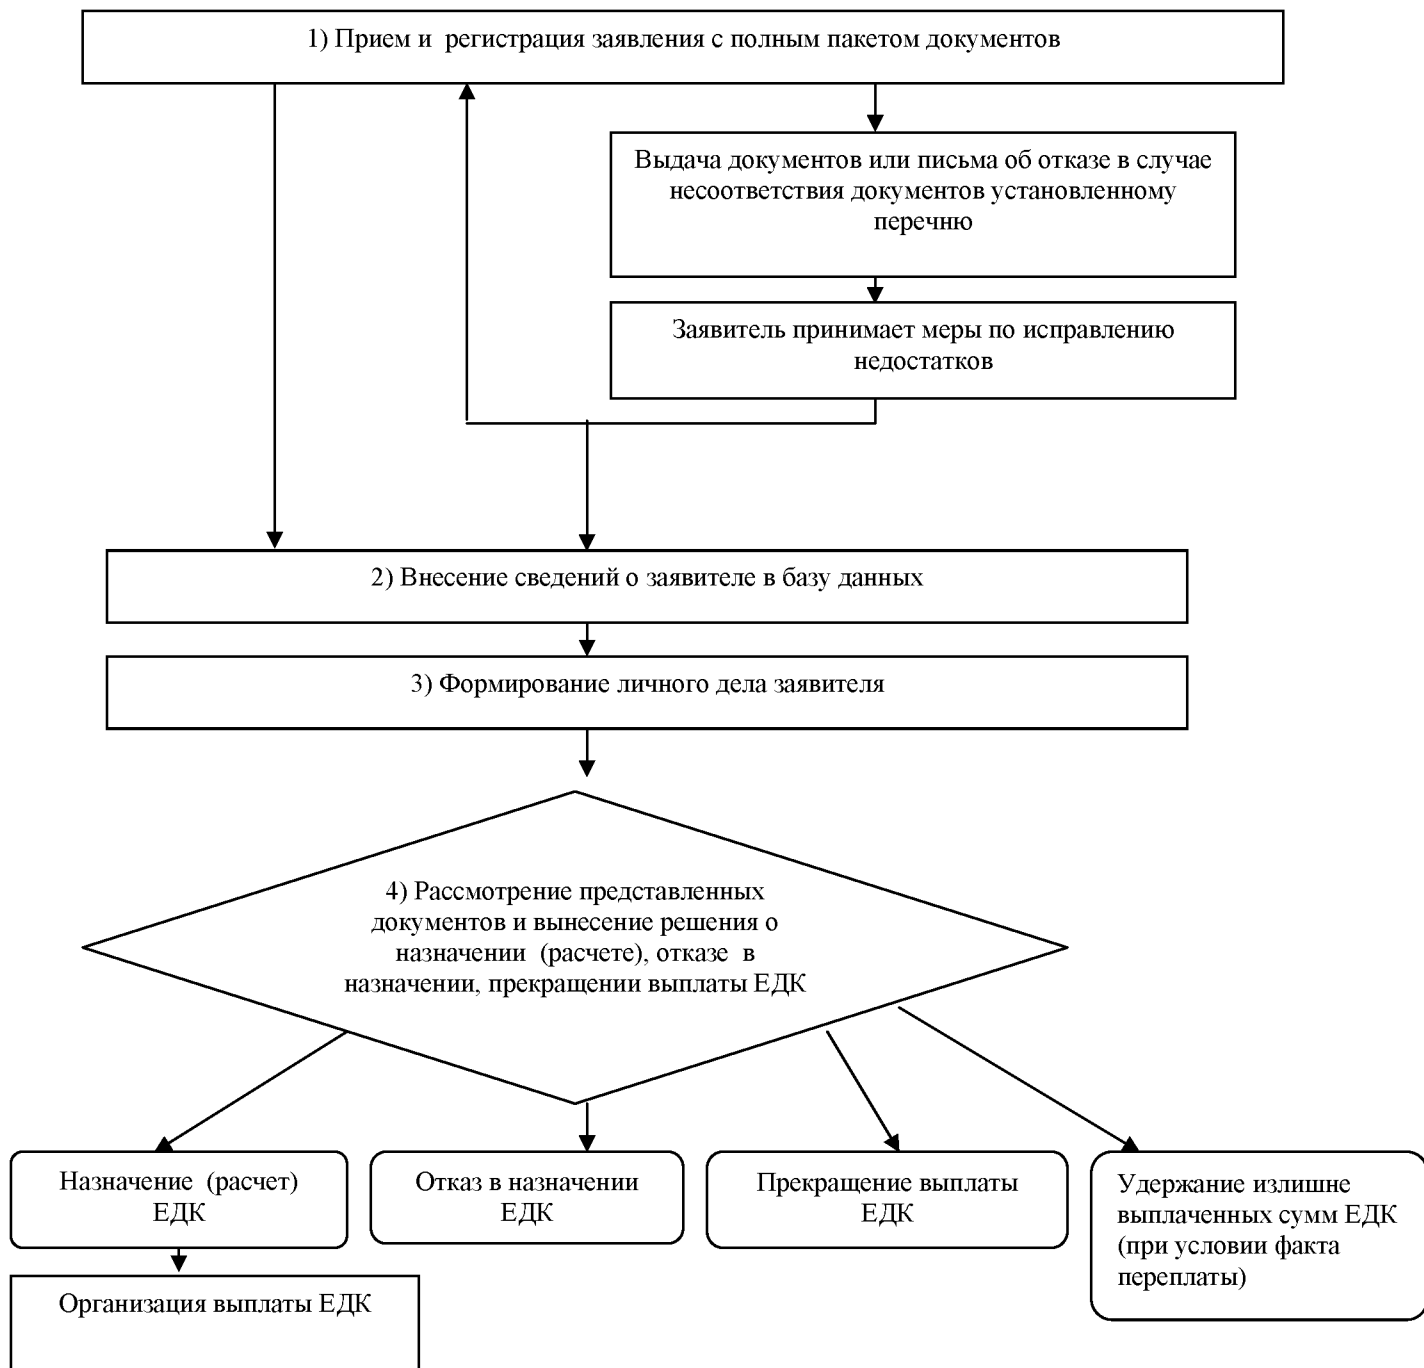 1) Прием и регистрация заявления с полным пакетом документов
Выдача документов или письма об отказе в случае
несоответствия документов установленному
перечню
Заявитель принимает меры по исправлению
недостатков
2) Внесение сведений о заявителе в базу данных
3) Формирование личного дела заявителя
4) Рассмотрение представленных
документов и вынесение решения о
назначении (расчете), отказе в
назначении, прекращении выплаты ЕДК
Назначение (расчет)
ЕДК
Отказ в назначении
ЕДК
Прекращение выплаты
ЕДК
Удержание излишне
выплаченных сумм ЕДК
(при условии факта
переплаты)
Организация выплаты ЕДК